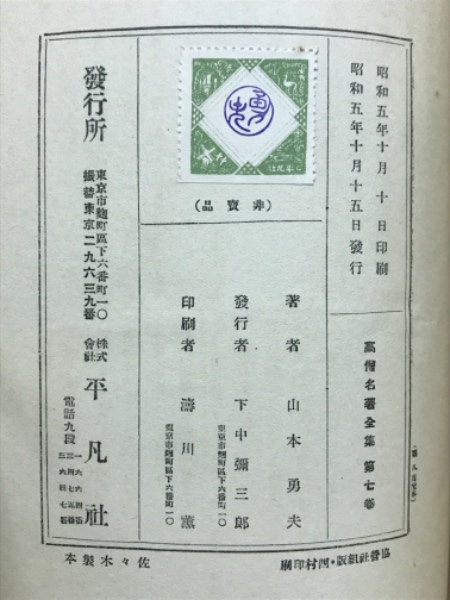 昭和五年十月十日印刷
昭和五年十月十五日發行
高僧名著全集 第七卷
(非賣品)
著者 山本勇夫
發行者 下中彌三郎
東京市麹町區下六番町一〇
印刷者 濤川薰
東京市麹町區下六番町一〇
發行所
東京市麹町區下六番町一〇
振替東京二九六三九番
株式會社 平凡社
電話九段
協譽社組版・四村印刷
佐々木製本